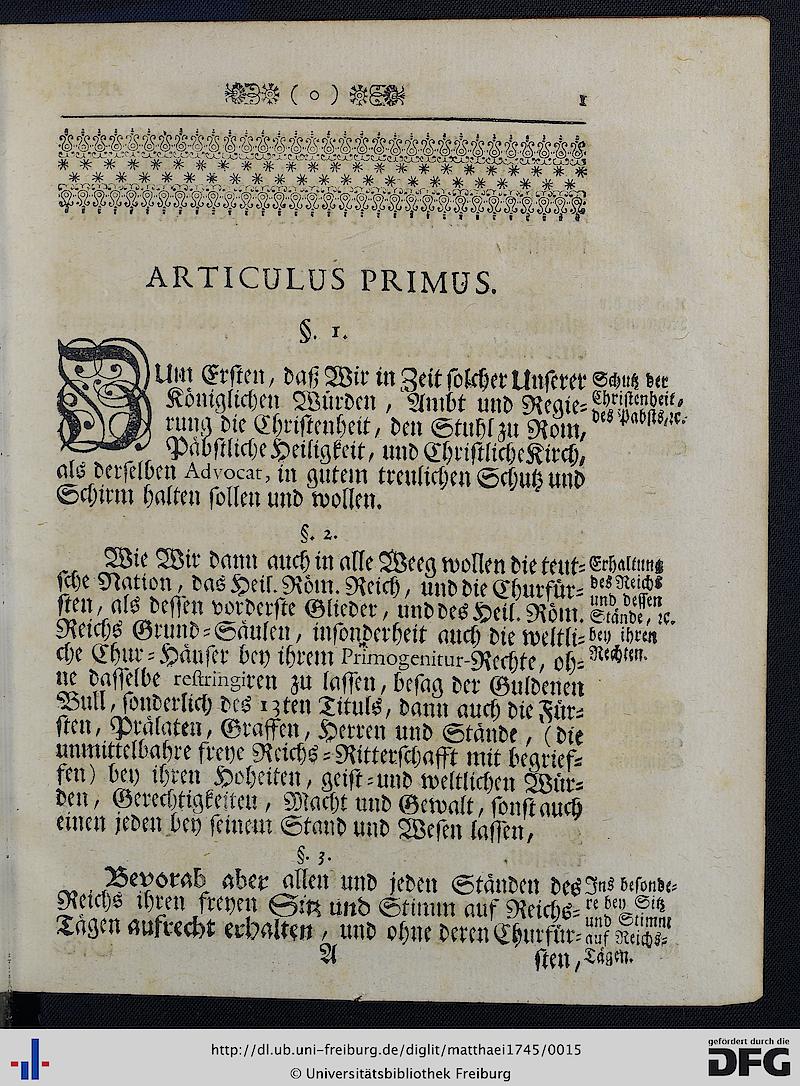 ( o )
1
ARTICULUS PRIMUS.
§. 1.
ZUm Ersten, daß Wir in Zeit solcher Unserer
Königlichen Würden, Ambt und Regie-
rung die Christenheit, den Stuhl zu Rom,
Päbstliche Heiligkeit, und Christliche Kirch,
als derselben Advocat, in gutem treulichen Schutz und
Schirm halten sollen und wollen.
Schutz der
Christenheit,
des Pabsts, ꝛc.
§. 2.
Wie Wir dann auch in alle Weeg wollen die teut-
sche Nation, das Heil. Röm. Reich, und die Churfür-
sten, als dessen vorderste Glieder, und des Heil. Röm.
Reichs Grund-Säulen, insonderheit auch die weltli-
che Chur-Häuser bey ihrem Primogenitur-Rechte, oh-
ne dasselbe restringiren zu lassen, besag der Guldenen
Bull, sonderlich des 13ten Tituls, dann auch die Für-
sten, Prälaten, Graffen, Herren und Stände, (die
unmittelbahre freye Reichs-Ritterschafft mit begrief-
fen) bey ihren Hoheiten, geist- und weltlichen Wür-
den, Gerechtigkeiten, Macht und Gewalt, sonst auch
einen jeden bey seinem Stand und Wesen lassen,
Erhaltung
des Reichs
und dessen
Stände, ꝛc.
bey ihren
Rechten.
§. 3.
Bevorab aber allen und jeden Ständen des
Reichs ihren freyen Sitz und Stimm auf Reichs-
Tägen aufrecht erhalten, und ohne deren Churfür-
Ins besonde-
re bey Sitz
und Stimm
auf Reichs-
Tägen.
A
sten,
http://dl.ub.uni-freiburg.de/diglit/matthaei1745/0015
© Universitätsbibliothek Freiburg
gefördert durch die
DFG